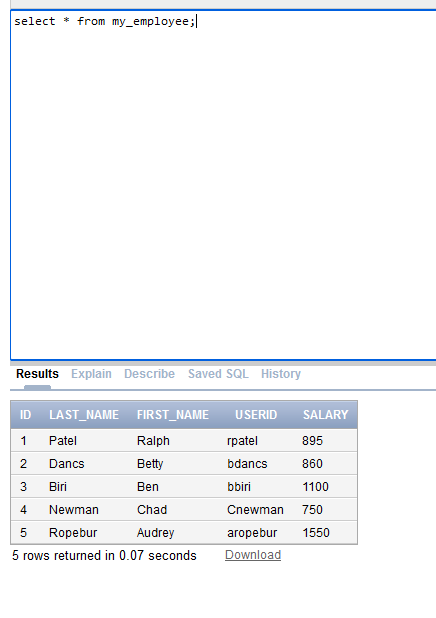 select * from my_employee;
Results Explain Describe Saved SQL History
ID LAST_NAME FIRST_NAME USERID SALARY
1 Patel Ralph rpatel 895
2 Dancs Betty bdancs 860
3 Biri Ben bbiri 1100
4 Newman Chad Cnewman 750
5 Ropebur Audrey aropebur 1550
5 rows returned in 0.07 seconds Download